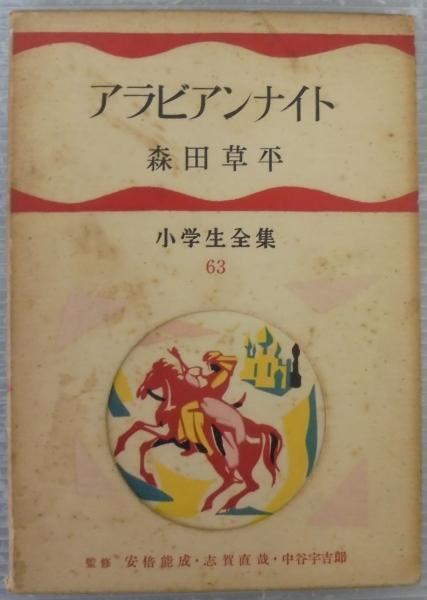 アラビアンナイト
森田草平
小学生全集
63
監修 安倍能成・志賀直哉・中谷宇吉郎